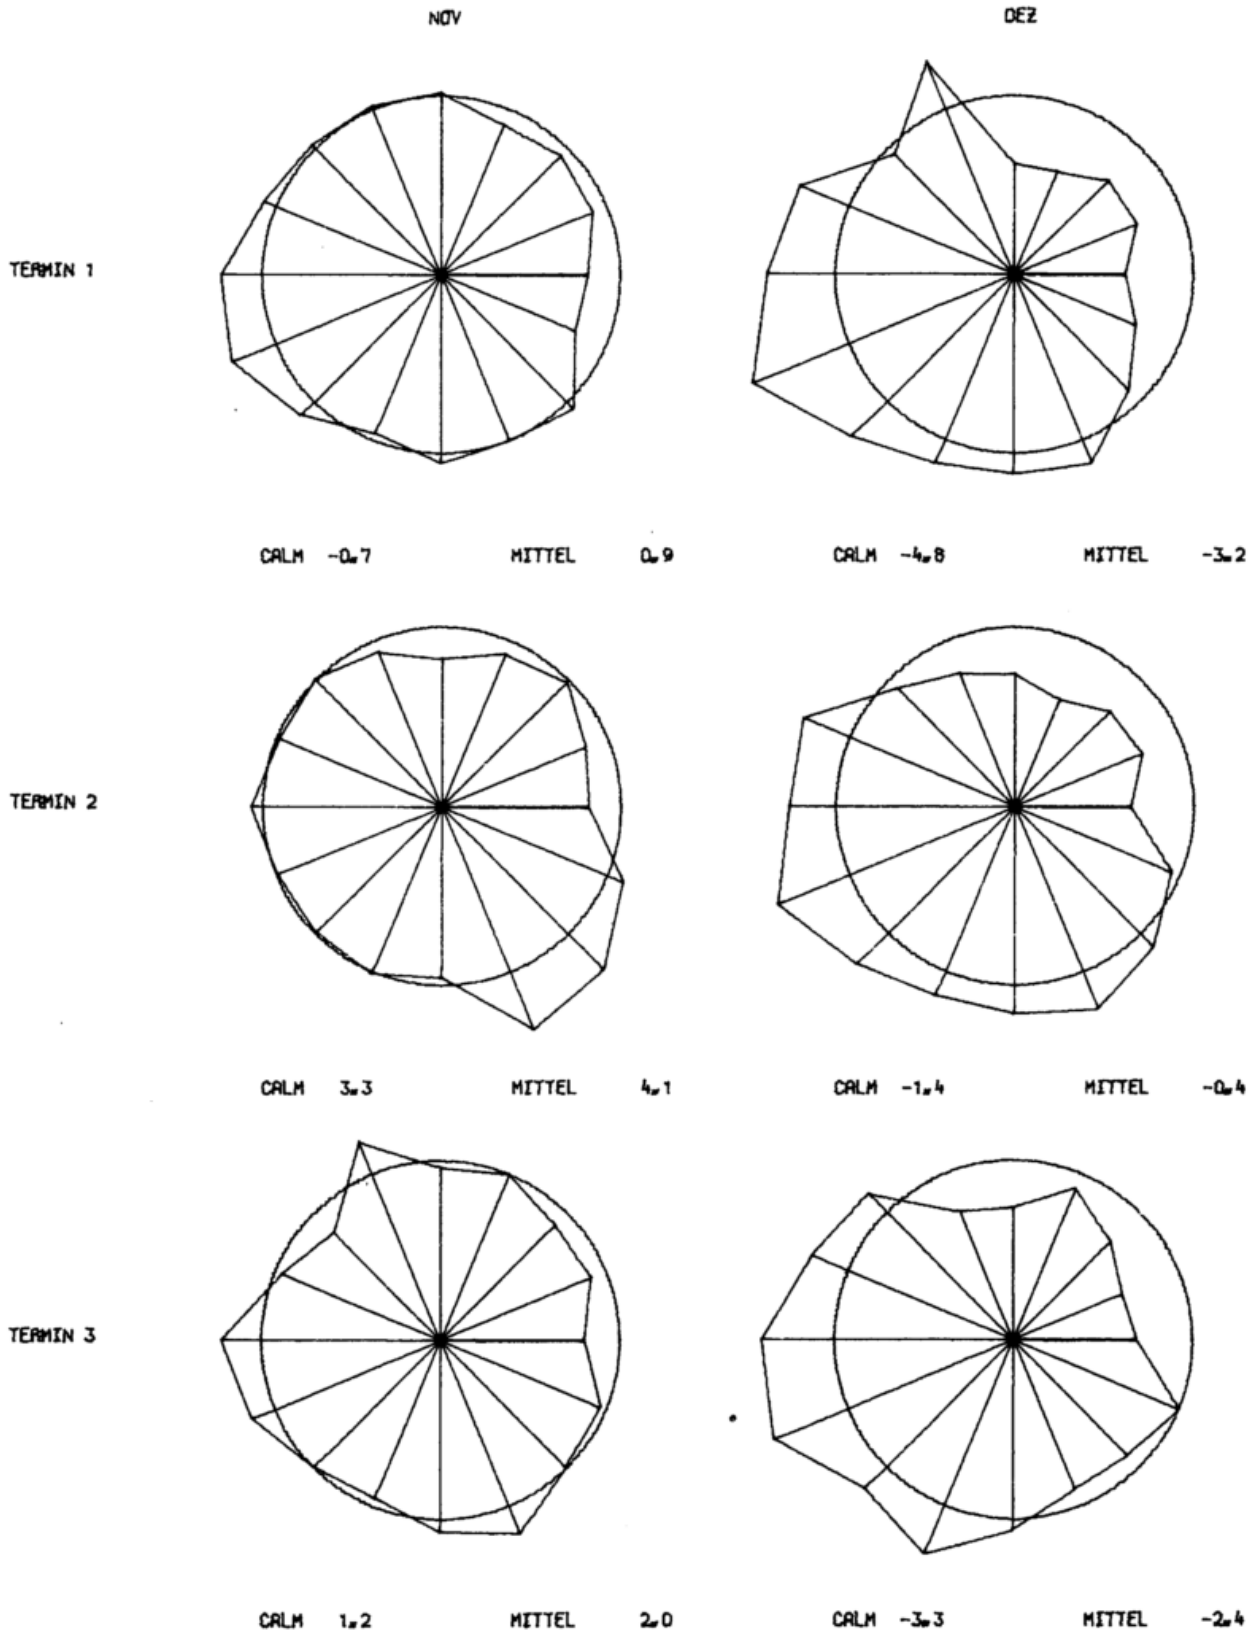 NOV DEZ
TERMIN 1
CALM -0.7 MITTEL 0.9 CALM -4.8 MITTEL -3.2
TERMIN 2
CALM 3.3 MITTEL 4.1 CALM -1.4 MITTEL -0.4
TERMIN 3
CALM 1.2 MITTEL 2.0 CALM -3.3 MITTEL -2.4